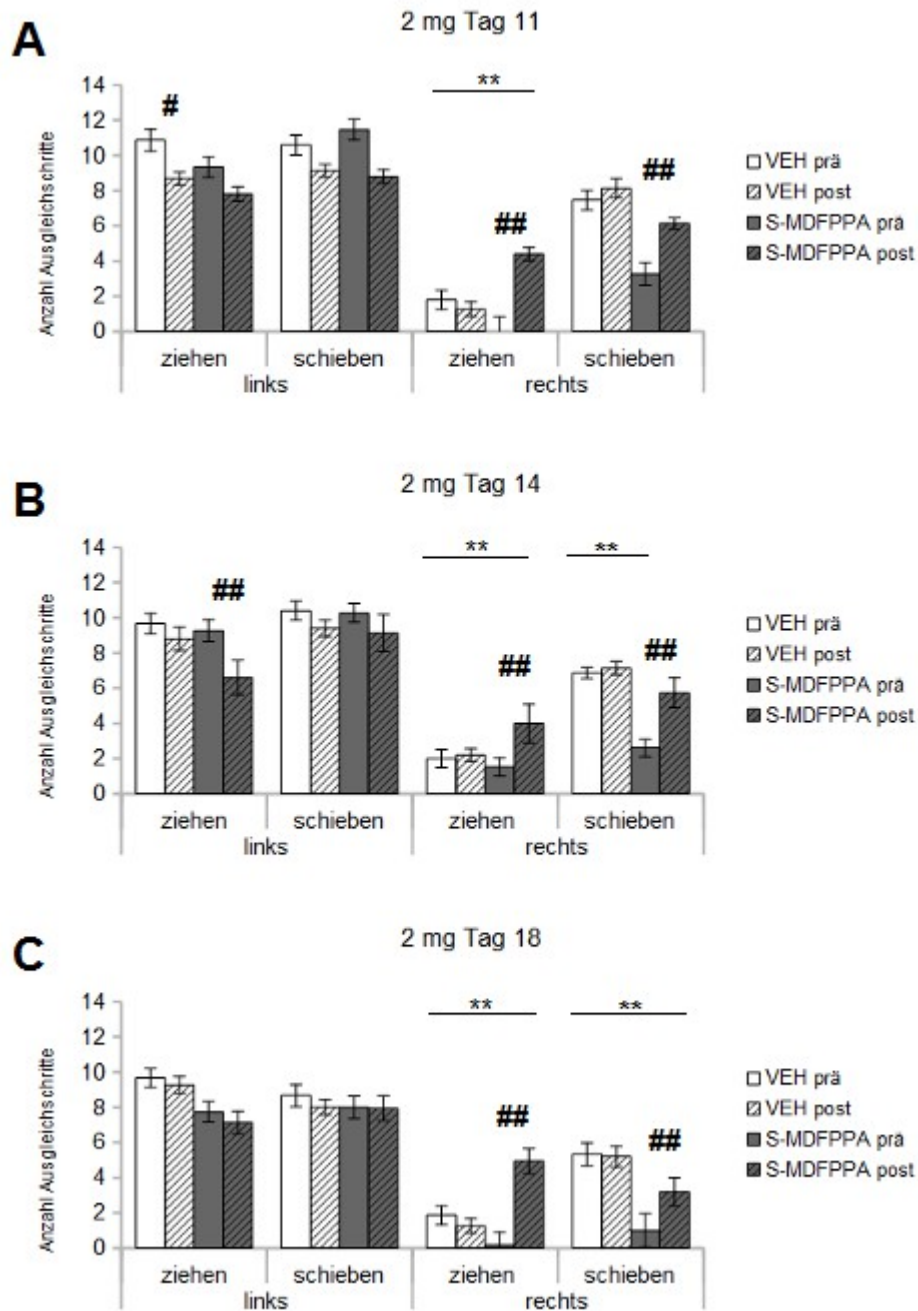 A
2 mg Tag 11
Anzahl Ausgleichschritte
14
12
10
8
6
4
2
0
#
**
##
##
ziehen schieben ziehen schieben
links rechts
VEH prä
VEH post
S-MDFPPA prä
S-MDFPPA post
B
2 mg Tag 14
Anzahl Ausgleichschritte
14
12
10
8
6
4
2
0
** **
##
##
##
ziehen schieben ziehen schieben
links rechts
VEH prä
VEH post
S-MDFPPA prä
S-MDFPPA post
C
2 mg Tag 18
Anzahl Ausgleichschritte
14
12
10
8
6
4
2
0
** **
##
##
ziehen schieben ziehen schieben
links rechts
VEH prä
VEH post
S-MDFPPA prä
S-MDFPPA post